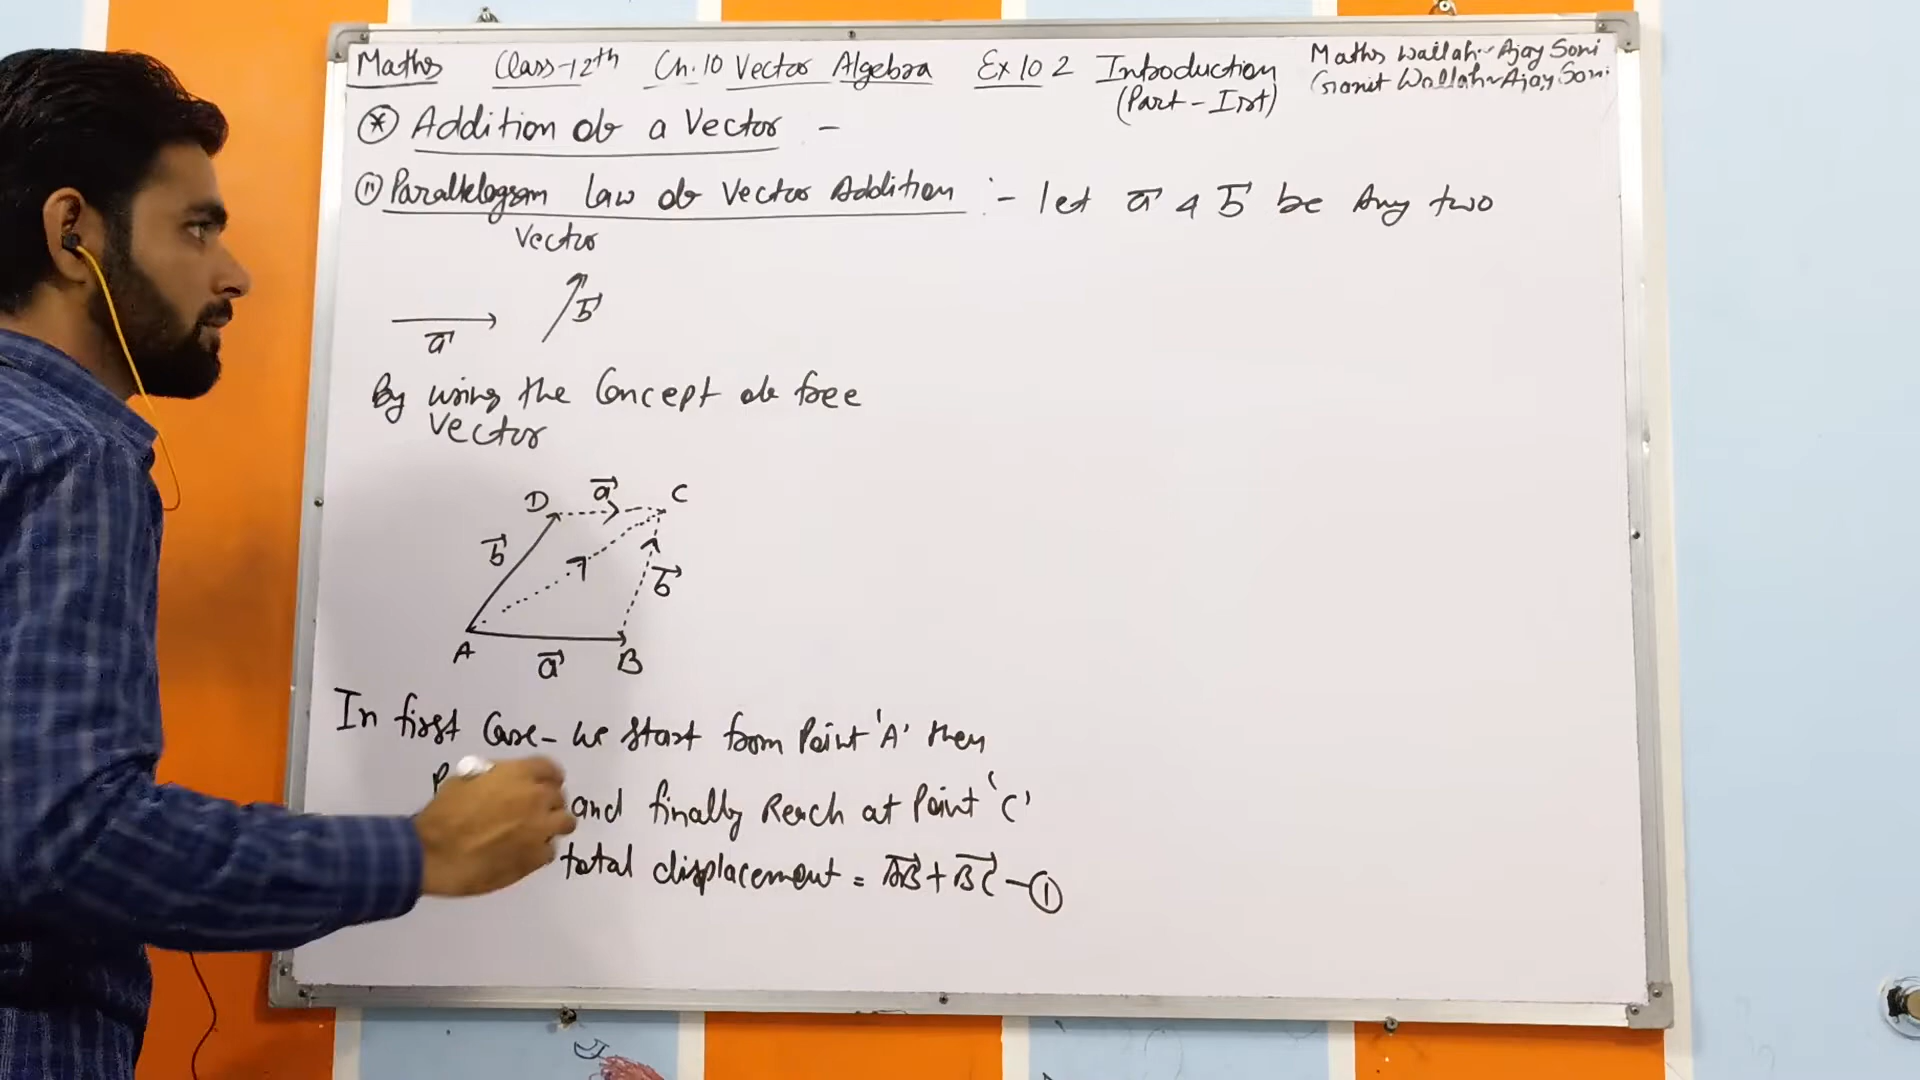 Maths Class-12th Ch.10 Vector Algebra Ex 10 2 Introduction
(Part-Ist)
Maths Wallah ~ Ajay Soni
Ganit Wallah ~ Ajay Soni
* Addition of a Vector -
Parallelogram law of Vector Addition :- let a⃗ & b⃗ be Any two
Vector
a⃗
b⃗
By using the Concept of free
Vector
D a⃗ C
b⃗
b⃗
A a⃗ B
In first Case- we start from Point 'A' then
and finally Reach at Point 'C'
total displacement = A⃗B⃗ + B⃗C⃗ - ①